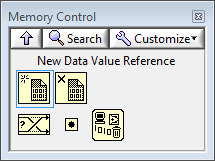 Memory Control
Search Customize
New Data Value Reference
?